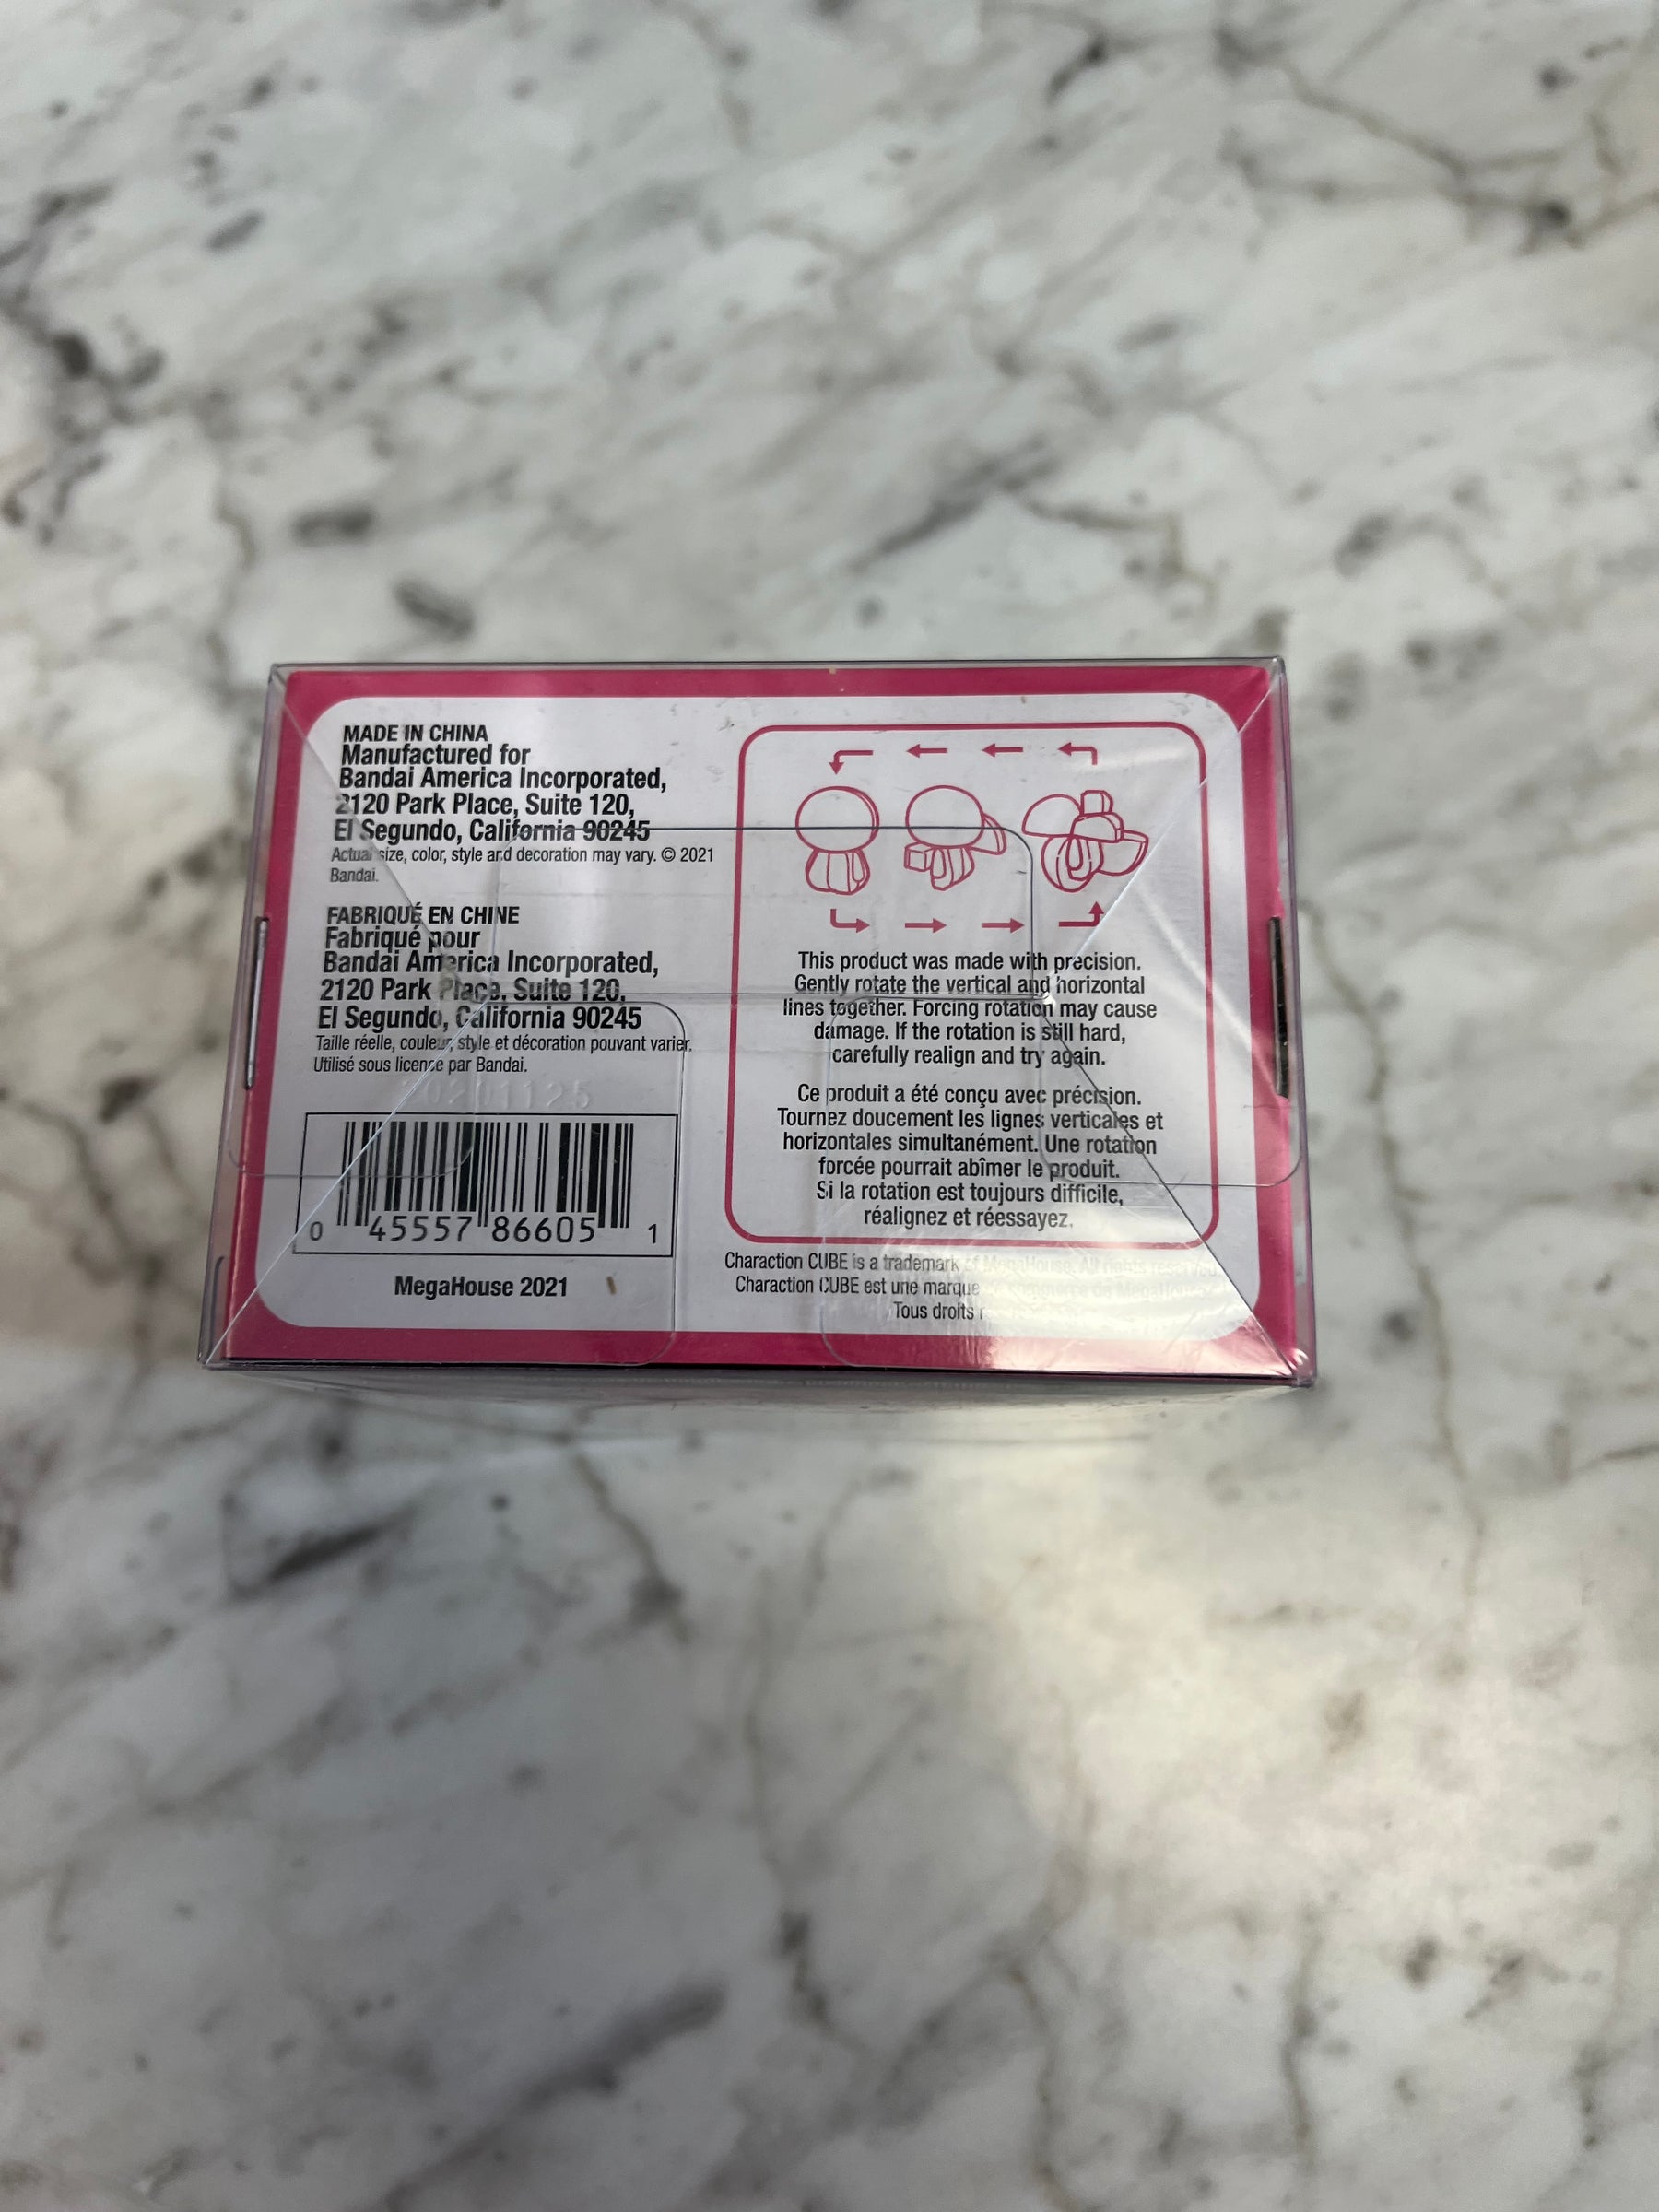 MADE IN CHINA
Manufactured for
Bandai America Incorporated,
2120 Park Place, Suite 120,
El Segundo, California 90245
Actual size, color, style and decoration may vary. © 2021
Bandai.
FABRIQUÉ EN CHINE
Fabriqué pour
Bandai America Incorporated,
2120 Park Place, Suite 120,
El Segundo, California 90245
Taille réelle, couleur, style et décoration pouvant varier.
Utilisé sous licence par Bandai.
0 45557 86605 1
MegaHouse 2021
This product was made with precision.
Gently rotate the vertical and horizontal
lines together. Forcing rotation may cause
damage. If the rotation is still hard,
carefully realign and try again.
Ce produit a été conçu avec précision.
Tournez doucement les lignes verticales et
horizontales simultanément. Une rotation
forcée pourrait abîmer le produit.
Si la rotation est toujours difficile,
réalignez et réessayez.
Charaction CUBE is a trademark of MegaHouse. All rights reserved.
Charaction CUBE est une marque de MegaHouse.
Tous droits